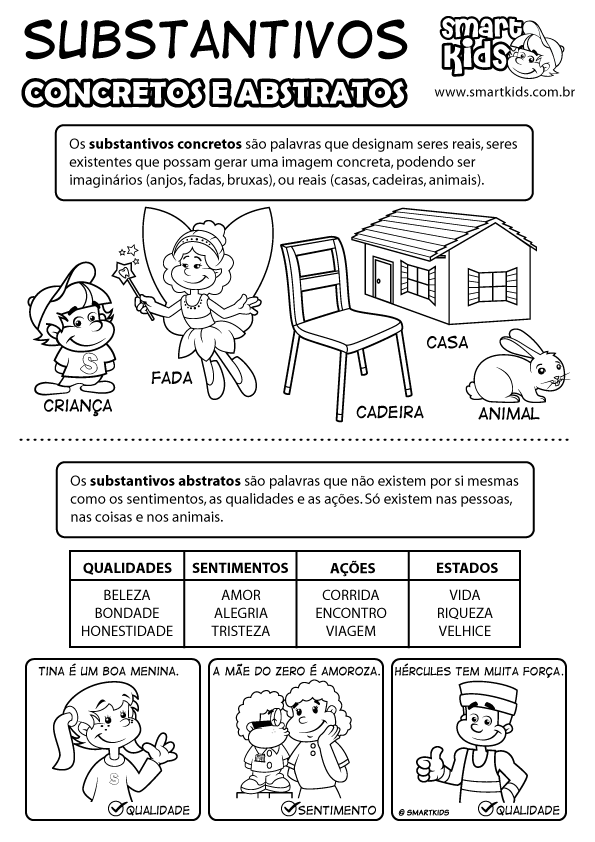 SUBSTANTIVOS
CONCRETOS E ABSTRATOS
Smart
Kids
www.smartkids.com.br
Os substantivos concretos são palavras que designam seres reais, seres
existentes que possam gerar uma imagem concreta, podendo ser
imaginários (anjos, fadas, bruxas), ou reais (casas, cadeiras, animais).
S
CRIANÇA
FADA
CADEIRA
CASA
ANIMAL
Os substantivos abstratos são palavras que não existem por si mesmas
como os sentimentos, as qualidades e as ações. Só existem nas pessoas,
nas coisas e nos animais.
QUALIDADES SENTIMENTOS AÇÕES ESTADOS
BELEZA AMOR CORRIDA VIDA
BONDADE ALEGRIA ENCONTRO RIQUEZA
HONESTIDADE TRISTEZA VIAGEM VELHICE
TINA É UM BOA MENINA.
S
QUALIDADE
A MÃE DO ZERO É AMOROZA.
SENTIMENTO
HÉRCULES TEM MUITA FORÇA.
@ SMARTKIDS
QUALIDADE